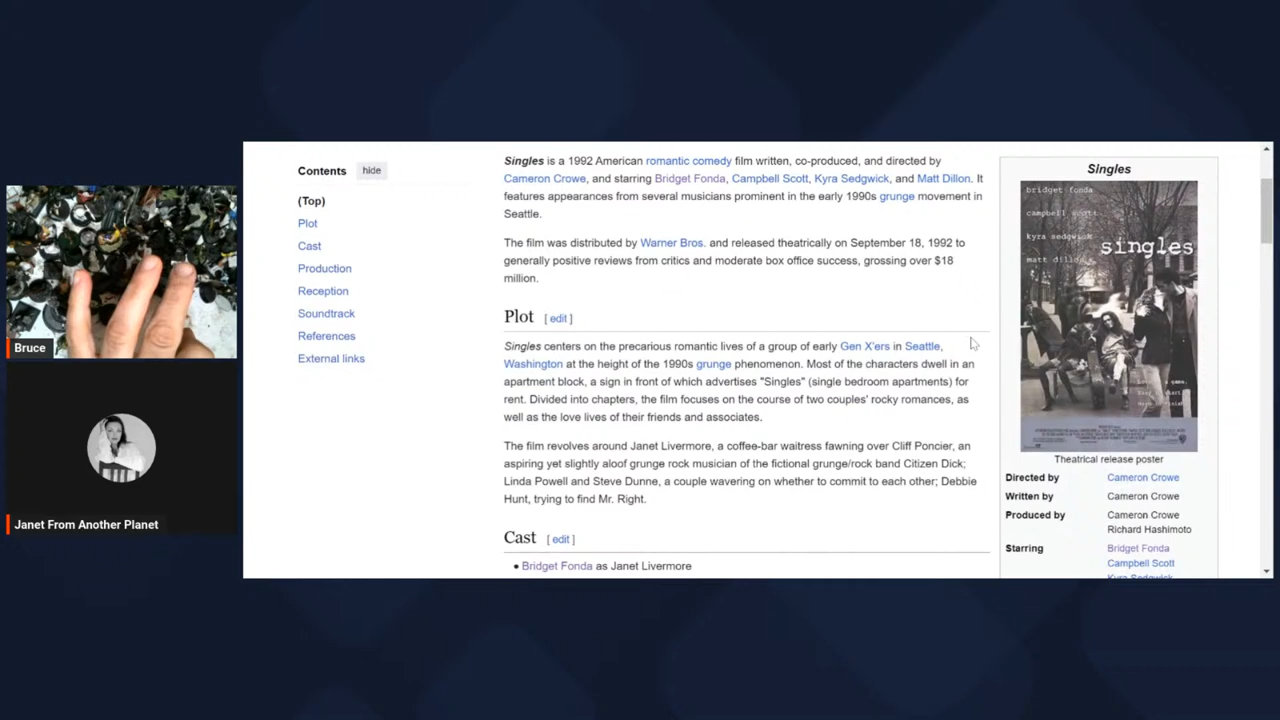 Bruce
Janet From Another Planet
Contents hide
(Top)
Plot
Cast
Production
Reception
Soundtrack
References
External links
Singles is a 1992 American romantic comedy film written, co-produced, and directed by
Cameron Crowe, and starring Bridget Fonda, Campbell Scott, Kyra Sedgwick, and Matt Dillon. It
features appearances from several musicians prominent in the early 1990s grunge movement in
Seattle.
The film was distributed by Warner Bros. and released theatrically on September 18, 1992 to
generally positive reviews from critics and moderate box office success, grossing over $18
million.
Plot [ edit ]
Singles centers on the precarious romantic lives of a group of early Gen X'ers in Seattle,
Washington at the height of the 1990s grunge phenomenon. Most of the characters dwell in an
apartment block, a sign in front of which advertises "Singles" (single bedroom apartments) for
rent. Divided into chapters, the film focuses on the course of two couples' rocky romances, as
well as the love lives of their friends and associates.
The film revolves around Janet Livermore, a coffee-bar waitress fawning over Cliff Poncier, an
aspiring yet slightly aloof grunge rock musician of the fictional grunge/rock band Citizen Dick;
Linda Powell and Steve Dunne, a couple wavering on whether to commit to each other; Debbie
Hunt, trying to find Mr. Right.
Cast [ edit ]
• Bridget Fonda as Janet Livermore
Singles
bridget fonda
campbell scott
kyra sedgwick
matt dillon
singles
Theatrical release poster
Directed by Cameron Crowe
Written by Cameron Crowe
Produced by Cameron Crowe
Richard Hashimoto
Starring Bridget Fonda
Campbell Scott
Kyra Sedgwick